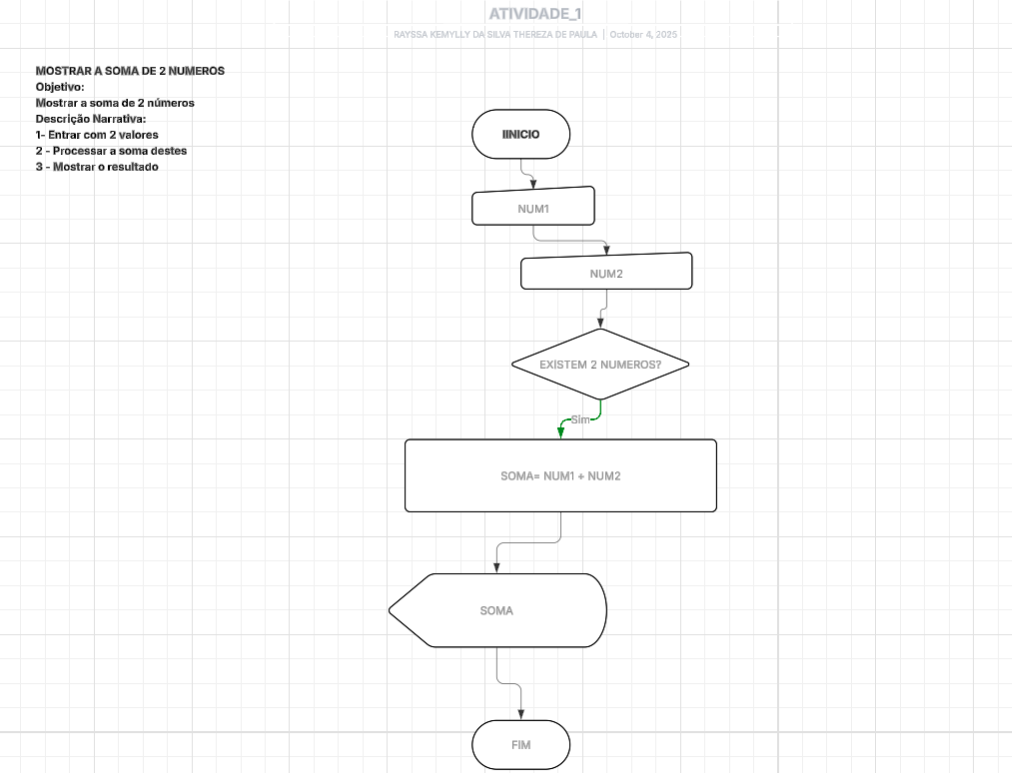 ATIVIDADE_1
RAYSSA KEMYLLY DA SILVA THEREZA DE PAULA | October 4, 2025
MOSTRAR A SOMA DE 2 NUMEROS
Objetivo:
Mostrar a soma de 2 números
Descrição Narrativa:
1- Entrar com 2 valores
2 - Processar a soma destes
3 - Mostrar o resultado
IINICIO
NUM1
NUM2
EXISTEM 2 NUMEROS?
Sim
SOMA= NUM1 + NUM2
SOMA
FIM